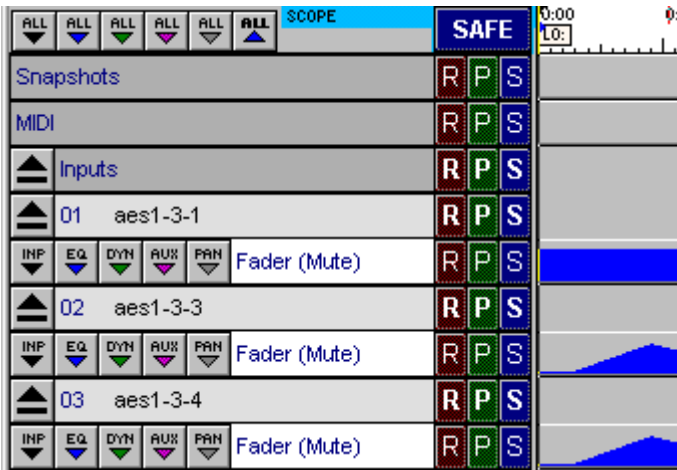 ALL ALL ALL ALL ALL ALL SCOPE SAFE 0:00
L0:
Snapshots R P S
MIDI R P S
Inputs R P S
01 aes1-3-1 R P S
INP EQ DYN AUX PAN Fader (Mute) R P S
02 aes1-3-3 R P S
INP EQ DYN AUX PAN Fader (Mute) R P S
03 aes1-3-4 R P S
INP EQ DYN AUX PAN Fader (Mute) R P S